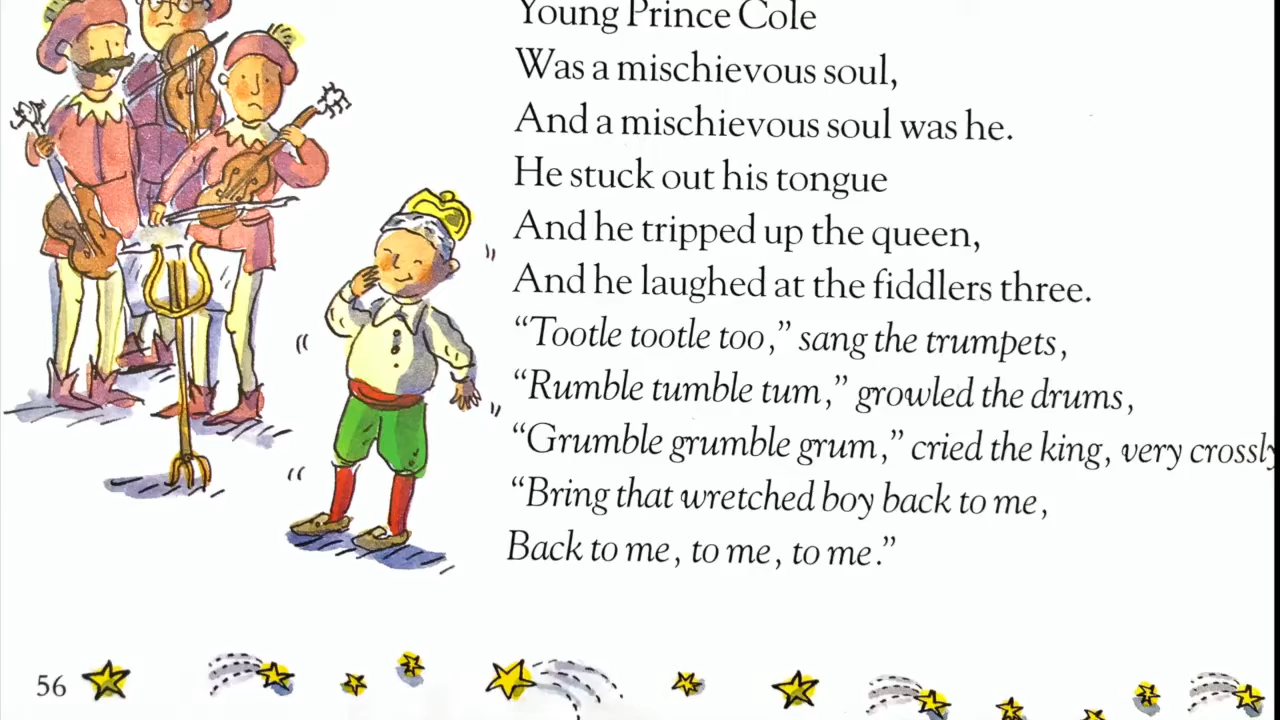 Young Prince Cole
Was a mischievous soul,
And a mischievous soul was he.
He stuck out his tongue
And he tripped up the queen,
And he laughed at the fiddlers three.
“Tootle tootle too,” sang the trumpets,
“Rumble tumble tum,” growled the drums,
“Grumble grumble grum,” cried the king, very crossly
“Bring that wretched boy back to me,
Back to me, to me, to me.”
56